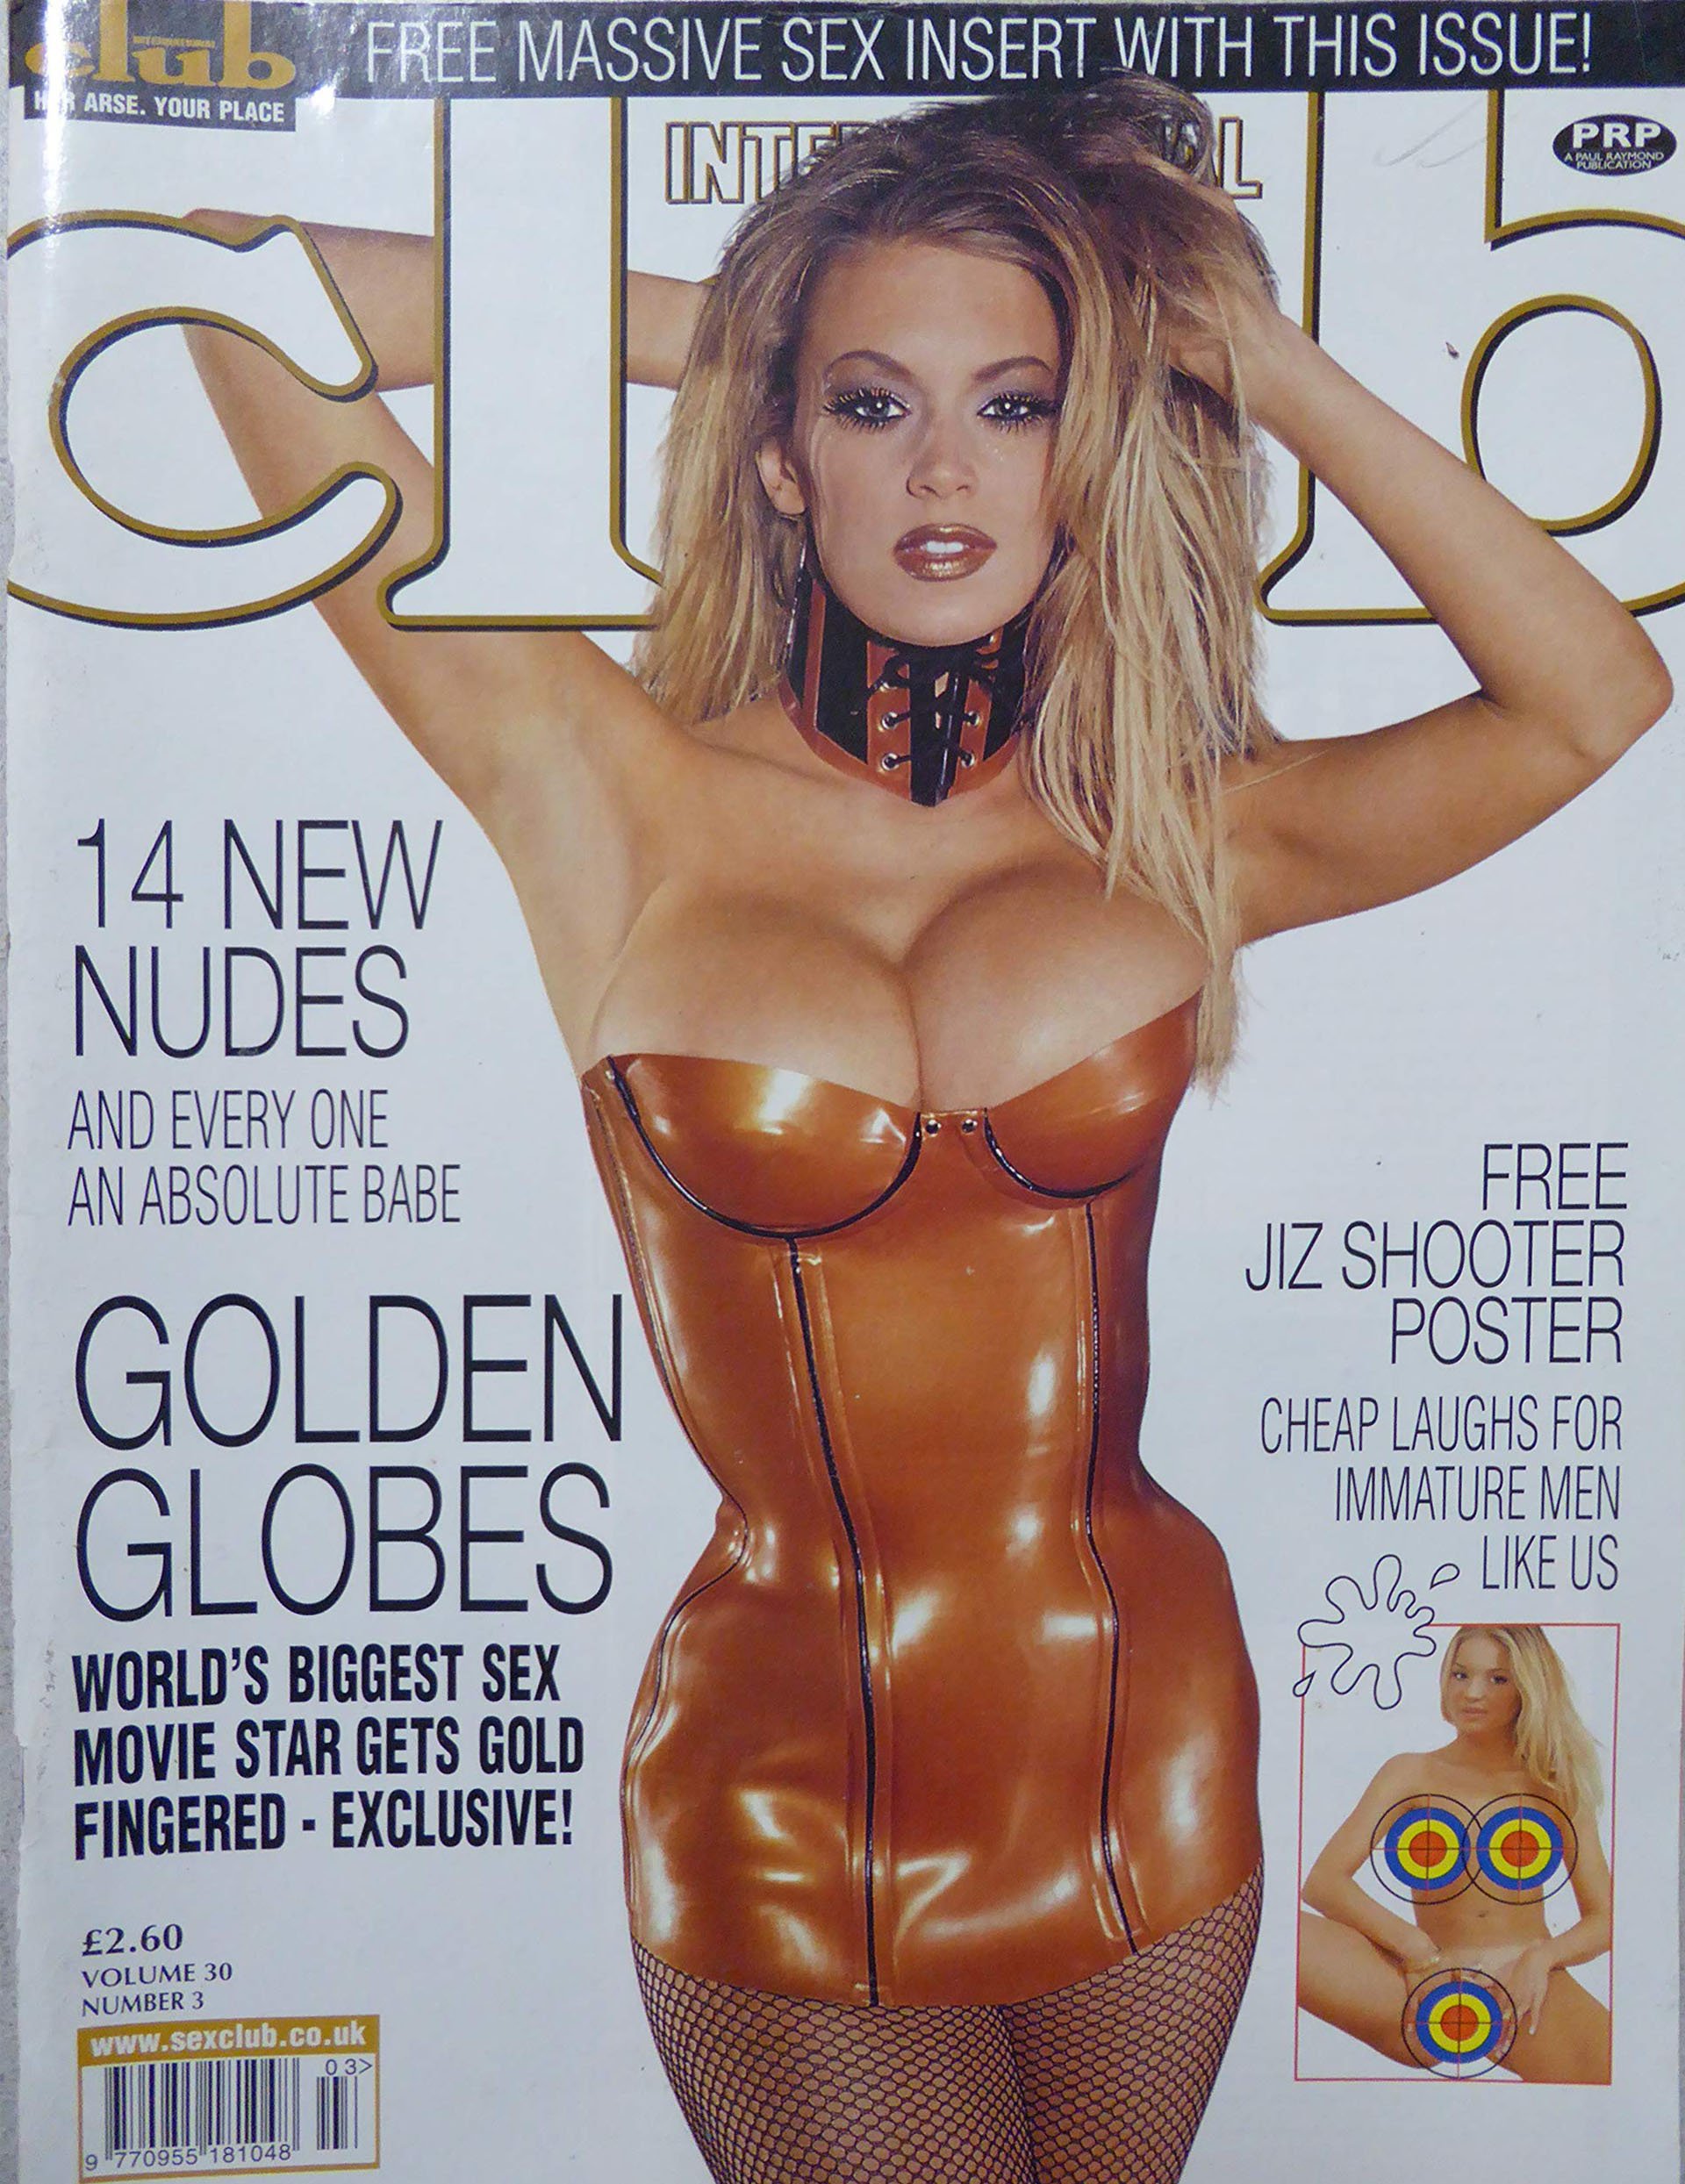 club
FREE MASSIVE SEX INSERT WITH THIS ISSUE!
ARSE. YOUR PLACE
club
PRP
A PAUL RAYMOND
PUBLICATION
14 NEW
NUDES
AND EVERY ONE
AN ABSOLUTE BABE
GOLDEN
GLOBES
WORLD'S BIGGEST SEX
MOVIE STAR GETS GOLD
FINGERED - EXCLUSIVE!
FREE
JIZ SHOOTER
POSTER
CHEAP LAUGHS FOR
IMMATURE MEN
LIKE US
£2.60
VOLUME 30
NUMBER 3
www.sexclub.co.uk
03>
9 770955 181048